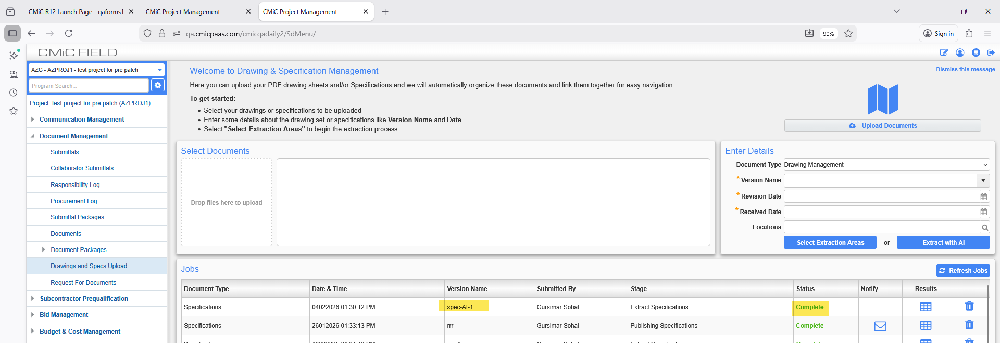 CMiC R12 Launch Page - qaforms1
CMiC Project Management
CMiC Project Management
qa.cmicpaas.com/cmicqadaily2/SdMenu/
90%
Sign in
CMiC FIELD
AZC - AZPROJ1 - test project for pre patch
Program Search...
Project: test project for pre patch (AZPROJ1)
Communication Management
Document Management
Submittals
Collaborator Submittals
Responsibility Log
Procurement Log
Submittal Packages
Documents
Document Packages
Drawings and Specs Upload
Request For Documents
Subcontractor Prequalification
Bid Management
Budget & Cost Management
Welcome to Drawing & Specification Management
Dismiss this message
Here you can upload your PDF drawing sheets and/or Specifications and we will automatically organize these documents and link them together for easy navigation.
To get started:
• Select your drawings or specifications to be uploaded
• Enter some details about the drawing set or specifications like Version Name and Date
• Select "Select Extraction Areas" to begin the extraction process
Upload Documents
Select Documents
Drop files here to upload
Enter Details
Document Type Drawing Management
* Version Name
* Revision Date
* Received Date
Locations
Select Extraction Areas or Extract with AI
Jobs
Refresh Jobs
Document Type Date & Time Version Name Submitted By Stage Status Notify Results
Specifications 04022026 01:30:12 PM spec-AI-1 Gursimar Sohal Extract Specifications Complete
Specifications 26012026 01:33:13 PM rrr Gursimar Sohal Publishing Specifications Complete